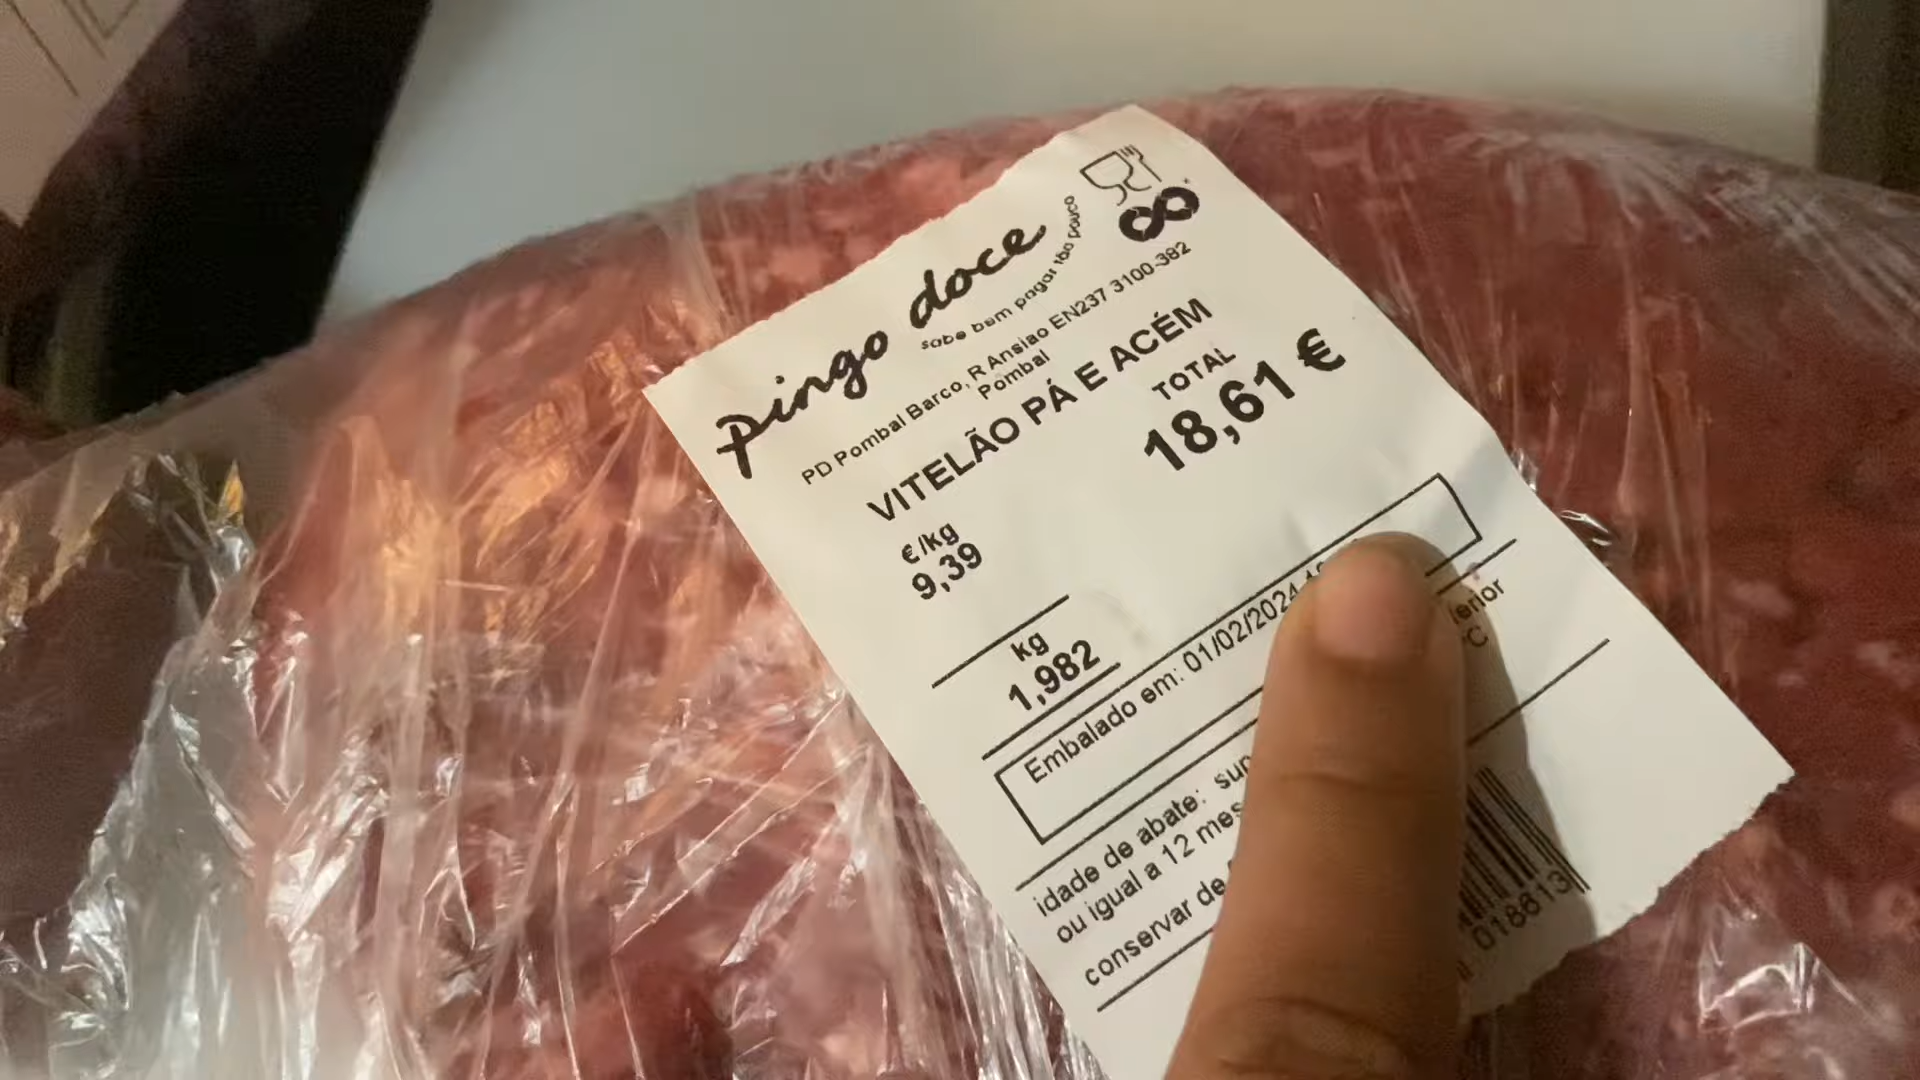 pingo doce
sabe bem pagar tão pouco
PD Pombal Barco, R Ansiao EN237 3100-382
Pombal
VITELÃO PÁ E ACÉM
TOTAL
18,61 €
€/kg
9,39
kg
1,982
Embalado em: 01/02/2024
idade de abate:
ou igual a 12
conservar de
°C
018813